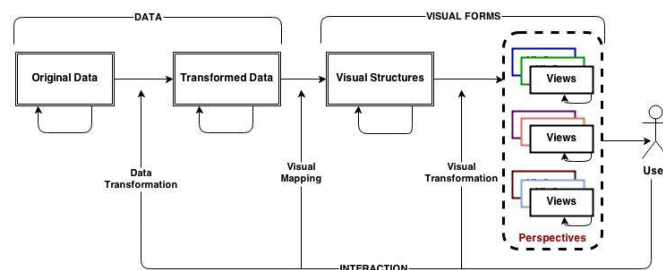 DATA
VISUAL FORMS
Original Data
Transformed Data
Visual Structures
Views
Views
Views
Data
Transformation
Visual
Mapping
Visual
Transformation
Perspectives
Use
INTERACTION